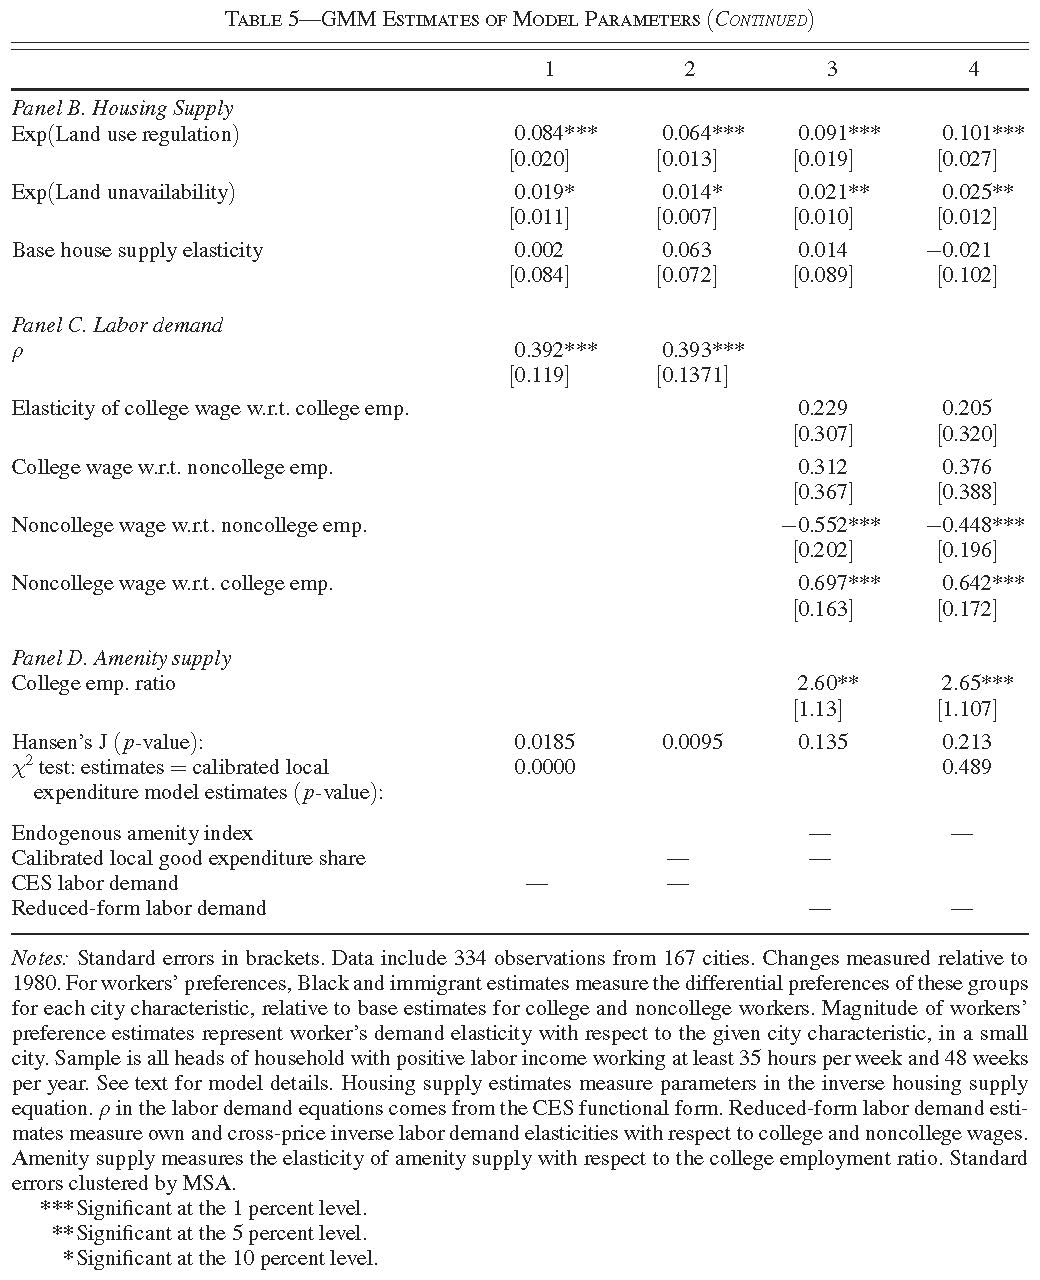 TABLE 5—GMM ESTIMATES OF MODEL PARAMETERS (CONTINUED)
1 2 3 4
Panel B. Housing Supply
Exp(Land use regulation) 0.084*** 0.064*** 0.091*** 0.101***
[0.020] [0.013] [0.019] [0.027]
Exp(Land unavailability) 0.019* 0.014* 0.021** 0.025**
[0.011] [0.007] [0.010] [0.012]
Base house supply elasticity 0.002 0.063 0.014 −0.021
[0.084] [0.072] [0.089] [0.102]
Panel C. Labor demand
ρ 0.392*** 0.393***
[0.119] [0.1371]
Elasticity of college wage w.r.t. college emp. 0.229 0.205
[0.307] [0.320]
College wage w.r.t. noncollege emp. 0.312 0.376
[0.367] [0.388]
Noncollege wage w.r.t. noncollege emp. −0.552*** −0.448***
[0.202] [0.196]
Noncollege wage w.r.t. college emp. 0.697*** 0.642***
[0.163] [0.172]
Panel D. Amenity supply
College emp. ratio 2.60** 2.65***
[1.13] [1.107]
Hansen's J (p-value): 0.0185 0.0095 0.135 0.213
χ² test: estimates = calibrated local 0.0000 0.489
expenditure model estimates (p-value):
Endogenous amenity index — —
Calibrated local good expenditure share — —
CES labor demand — —
Reduced-form labor demand — —
Notes: Standard errors in brackets. Data include 334 observations from 167 cities. Changes measured relative to
1980. For workers' preferences, Black and immigrant estimates measure the differential preferences of these groups
for each city characteristic, relative to base estimates for college and noncollege workers. Magnitude of workers'
preference estimates represent worker's demand elasticity with respect to the given city characteristic, in a small
city. Sample is all heads of household with positive labor income working at least 35 hours per week and 48 weeks
per year. See text for model details. Housing supply estimates measure parameters in the inverse housing supply
equation. ρ in the labor demand equations comes from the CES functional form. Reduced-form labor demand esti-
mates measure own and cross-price inverse labor demand elasticities with respect to college and noncollege wages.
Amenity supply measures the elasticity of amenity supply with respect to the college employment ratio. Standard
errors clustered by MSA.
***Significant at the 1 percent level.
**Significant at the 5 percent level.
*Significant at the 10 percent level.